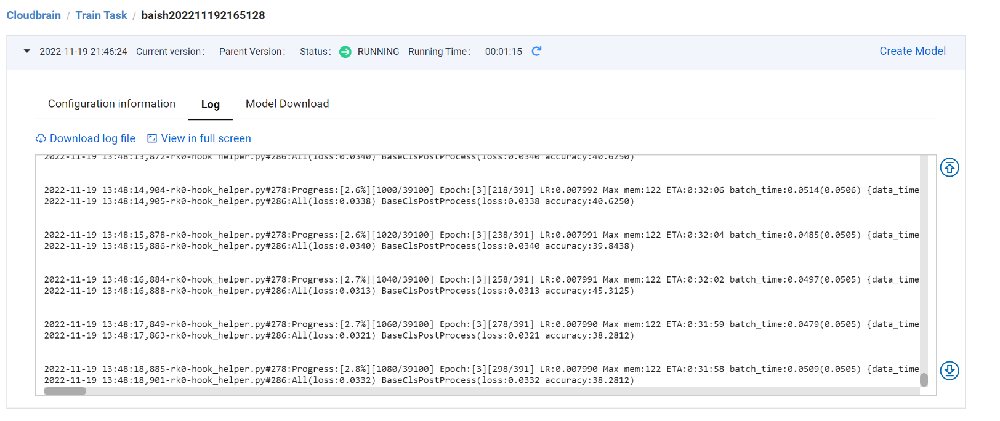 Cloudbrain / Train Task / baish202211192165128
2022-11-19 21:46:24 Current version: Parent Version: Status: RUNNING Running Time: 00:01:15 Create Model
Configuration information Log Model Download
Download log file View in full screen
2022-11-19 13:48:13,872-rk0-hook_helper.py#286:All(loss:0.0340) BaseClsPostProcess(loss:0.0340 accuracy:40.6250)
2022-11-19 13:48:14,904-rk0-hook_helper.py#278:Progress:[2.6%][1000/39100] Epoch:[3][218/391] LR:0.007992 Max mem:122 ETA:0:32:06 batch_time:0.0514(0.0506) {data_time
2022-11-19 13:48:14,905-rk0-hook_helper.py#286:All(loss:0.0338) BaseClsPostProcess(loss:0.0338 accuracy:40.6250)
2022-11-19 13:48:15,878-rk0-hook_helper.py#278:Progress:[2.6%][1020/39100] Epoch:[3][238/391] LR:0.007991 Max mem:122 ETA:0:32:04 batch_time:0.0485(0.0505) {data_time
2022-11-19 13:48:15,886-rk0-hook_helper.py#286:All(loss:0.0340) BaseClsPostProcess(loss:0.0340 accuracy:39.8438)
2022-11-19 13:48:16,884-rk0-hook_helper.py#278:Progress:[2.7%][1040/39100] Epoch:[3][258/391] LR:0.007991 Max mem:122 ETA:0:32:02 batch_time:0.0497(0.0505) {data_time
2022-11-19 13:48:16,888-rk0-hook_helper.py#286:All(loss:0.0313) BaseClsPostProcess(loss:0.0313 accuracy:45.3125)
2022-11-19 13:48:17,849-rk0-hook_helper.py#278:Progress:[2.7%][1060/39100] Epoch:[3][278/391] LR:0.007990 Max mem:122 ETA:0:31:59 batch_time:0.0479(0.0505) {data_time
2022-11-19 13:48:17,863-rk0-hook_helper.py#286:All(loss:0.0321) BaseClsPostProcess(loss:0.0321 accuracy:38.2812)
2022-11-19 13:48:18,885-rk0-hook_helper.py#278:Progress:[2.8%][1080/39100] Epoch:[3][298/391] LR:0.007990 Max mem:122 ETA:0:31:58 batch_time:0.0509(0.0505) {data_time
2022-11-19 13:48:18,901-rk0-hook_helper.py#286:All(loss:0.0332) BaseClsPostProcess(loss:0.0332 accuracy:38.2812)